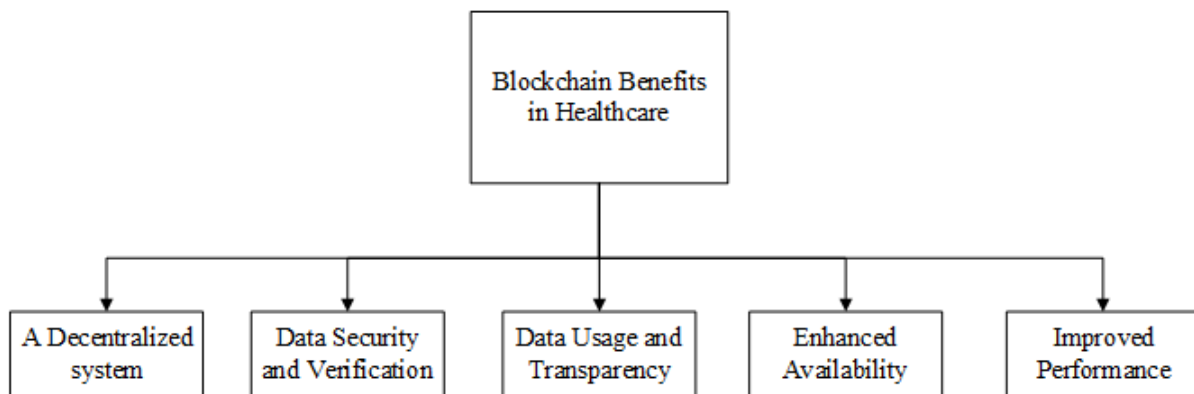 Blockchain Benefits
in Healthcare
A Decentralized
system
Data Security
and Verification
Data Usage and
Transparency
Enhanced
Availability
Improved
Performance